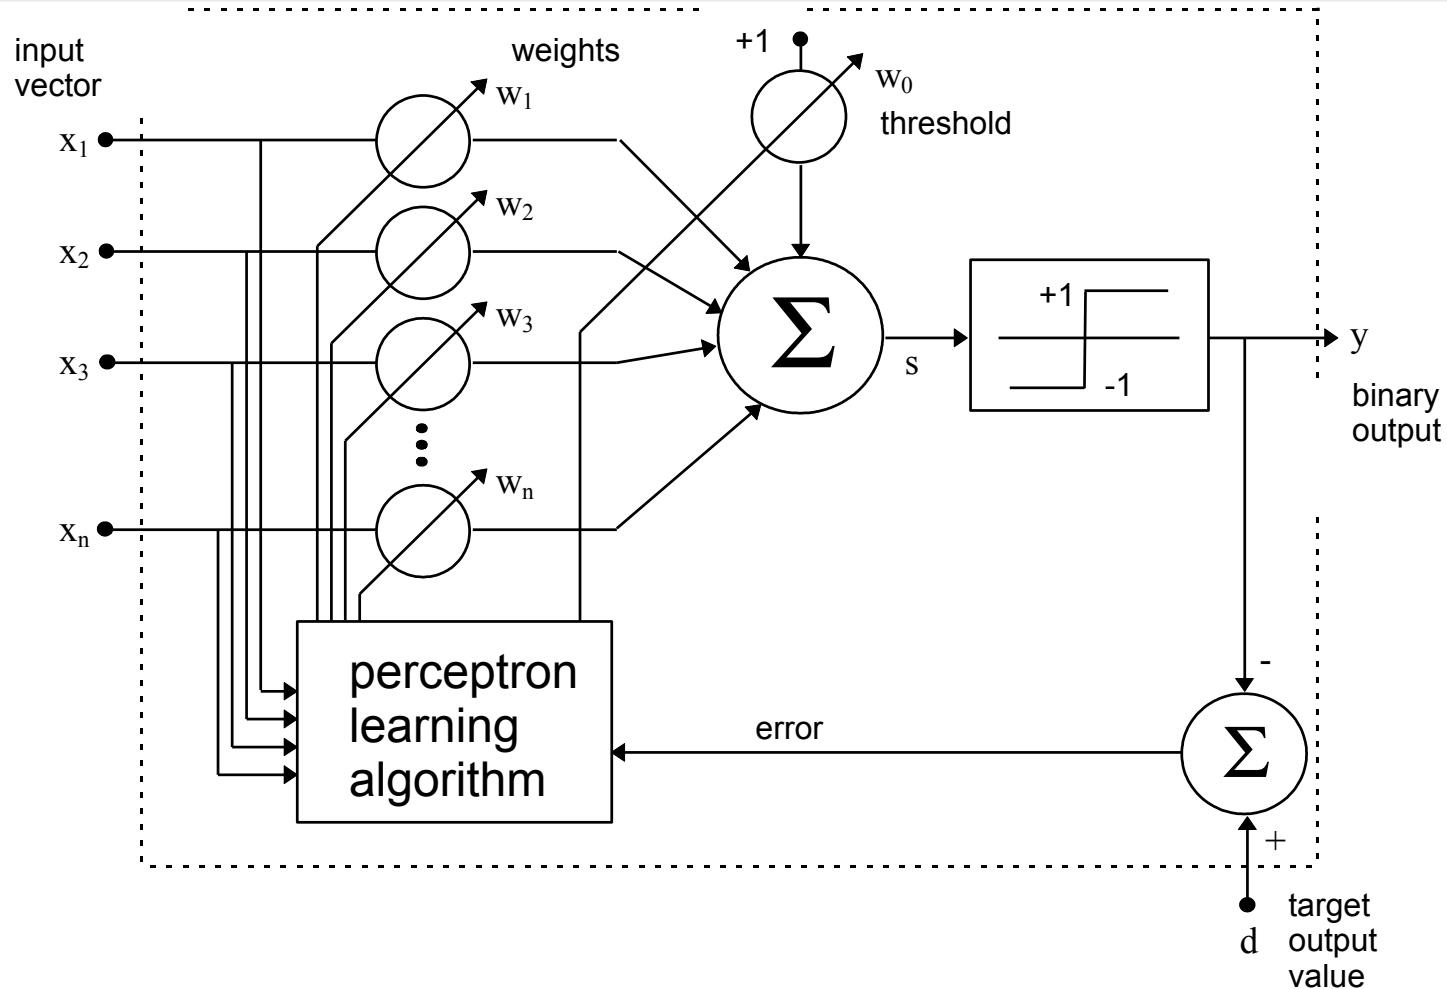 input
vector
weights
+1
w₀
threshold
x₁
w₁
x₂
w₂
x₃
w₃
xₙ
wₙ
Σ
s
+1
-1
y
binary
output
perceptron
learning
algorithm
error
-
Σ
+
d
target
output
value